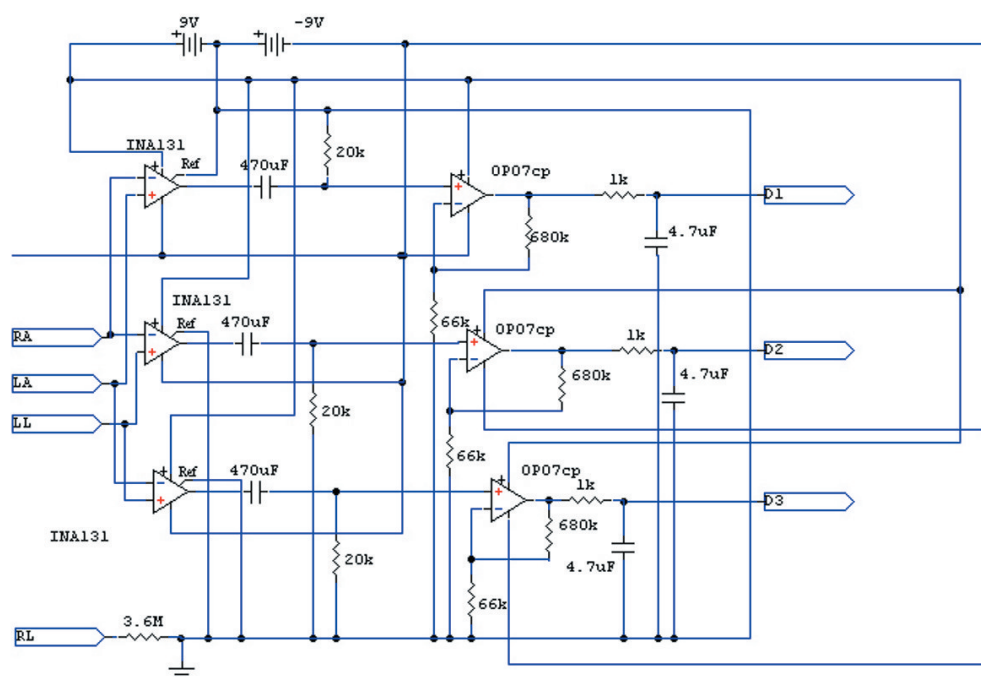 9V
-9V
INA131
Ref
470uF
20k
OP07cp
1k
D1
680k
4.7uF
INA131
Ref
470uF
66k
OP07cp
1k
RA
D2
LA
680k
4.7uF
LL
20k
66k
Ref
470uF
OP07cp
1k
D3
INA131
680k
20k
4.7uF
66k
RL
3.6M